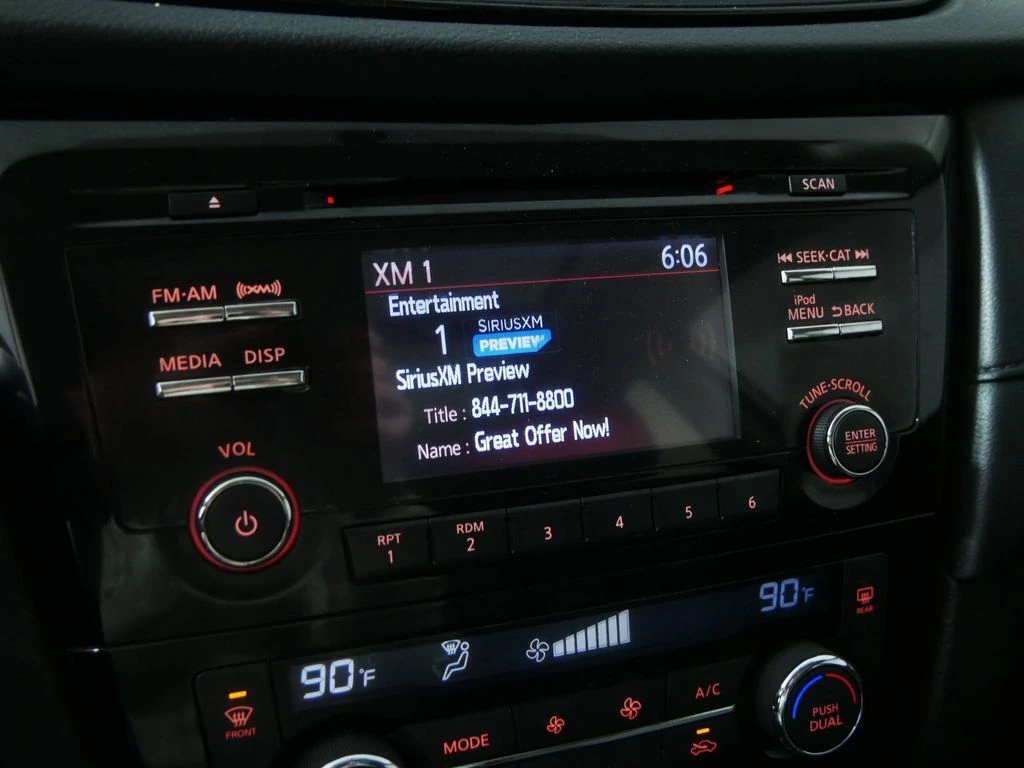 SCAN
XM 1 6:06
FM·AM ((XM))
SEEK·CAT
Entertainment
iPod
MENU BACK
1 SIRIUSXM
PREVIEW
MEDIA DISP
SiriusXM Preview
Title : 844-711-8800
Name : Great Offer Now!
TUNE·SCROLL
ENTER
SETTING
VOL
RPT
1
RDM
2
3
4
5
6
90°F
90°F
REAR
FRONT
MODE
A/C
PUSH
DUAL